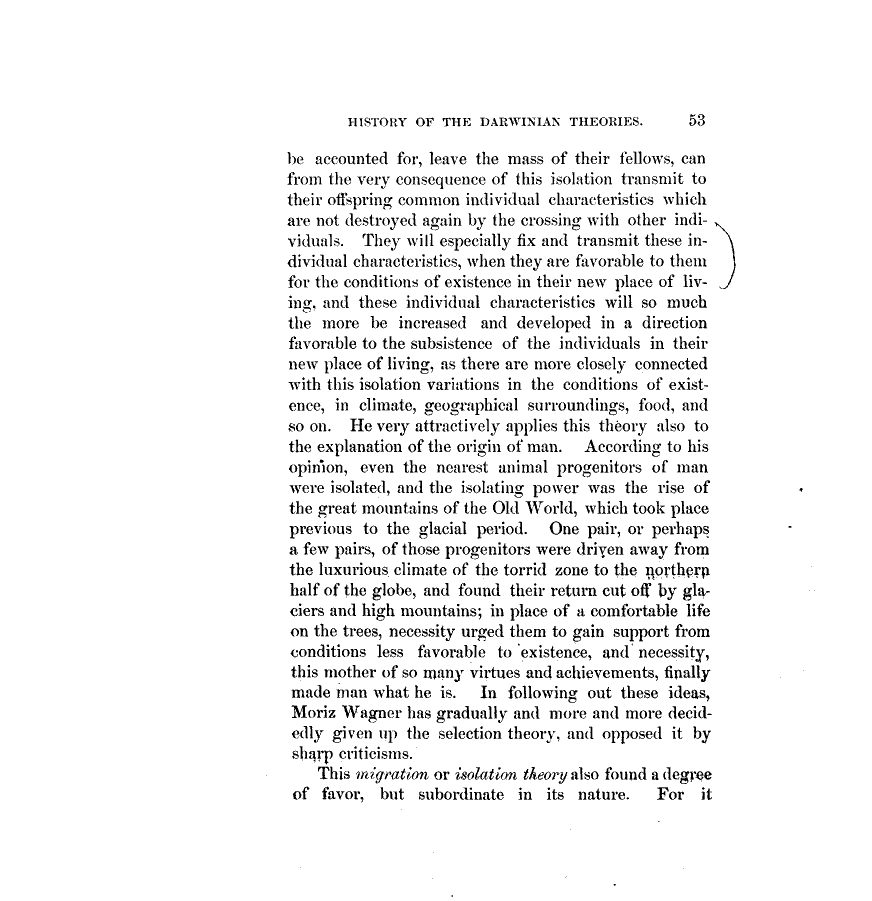 HISTORY OF THE DARWINIAN THEORIES. 53
be accounted for, leave the mass of their fellows, can
from the very consequence of this isolation transmit to
their offspring common individual characteristics which
are not destroyed again by the crossing with other indi-
viduals. They will especially fix and transmit these in-
dividual characteristics, when they are favorable to them
for the conditions of existence in their new place of liv-
ing, and these individual characteristics will so much
the more be increased and developed in a direction
favorable to the subsistence of the individuals in their
new place of living, as there are more closely connected
with this isolation variations in the conditions of exist-
ence, in climate, geographical surroundings, food, and
so on. He very attractively applies this theory also to
the explanation of the origin of man. According to his
opinion, even the nearest animal progenitors of man
were isolated, and the isolating power was the rise of
the great mountains of the Old World, which took place
previous to the glacial period. One pair, or perhaps
a few pairs, of those progenitors were driven away from
the luxurious climate of the torrid zone to the northern
half of the globe, and found their return cut off by gla-
ciers and high mountains; in place of a comfortable life
on the trees, necessity urged them to gain support from
conditions less favorable to existence, and necessity,
this mother of so many virtues and achievements, finally
made man what he is. In following out these ideas,
Moriz Wagner has gradually and more and more decid-
edly given up the selection theory, and opposed it by
sharp criticisms.
This migration or isolation theory also found a degree
of favor, but subordinate in its nature. For it